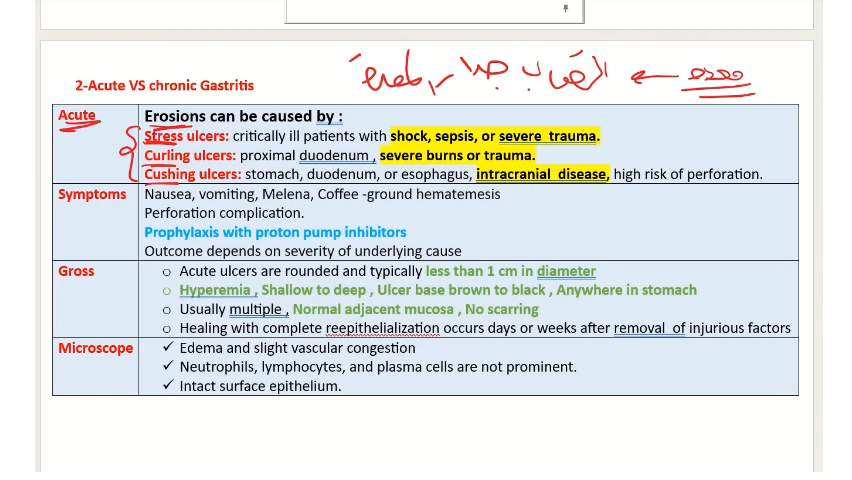 2-Acute VS chronic Gastritis
Acute
Erosions can be caused by :
Stress ulcers: critically ill patients with shock, sepsis, or severe trauma.
Curling ulcers: proximal duodenum , severe burns or trauma.
Cushing ulcers: stomach, duodenum, or esophagus, intracranial disease, high risk of perforation.
Symptoms
Nausea, vomiting, Melena, Coffee -ground hematemesis
Perforation complication.
Prophylaxis with proton pump inhibitors
Outcome depends on severity of underlying cause
Gross
o Acute ulcers are rounded and typically less than 1 cm in diameter
o Hyperemia , Shallow to deep , Ulcer base brown to black , Anywhere in stomach
o Usually multiple , Normal adjacent mucosa , No scarring
o Healing with complete reepithelialization occurs days or weeks after removal of injurious factors
Microscope
✓ Edema and slight vascular congestion
✓ Neutrophils, lymphocytes, and plasma cells are not prominent.
✓ Intact surface epithelium.